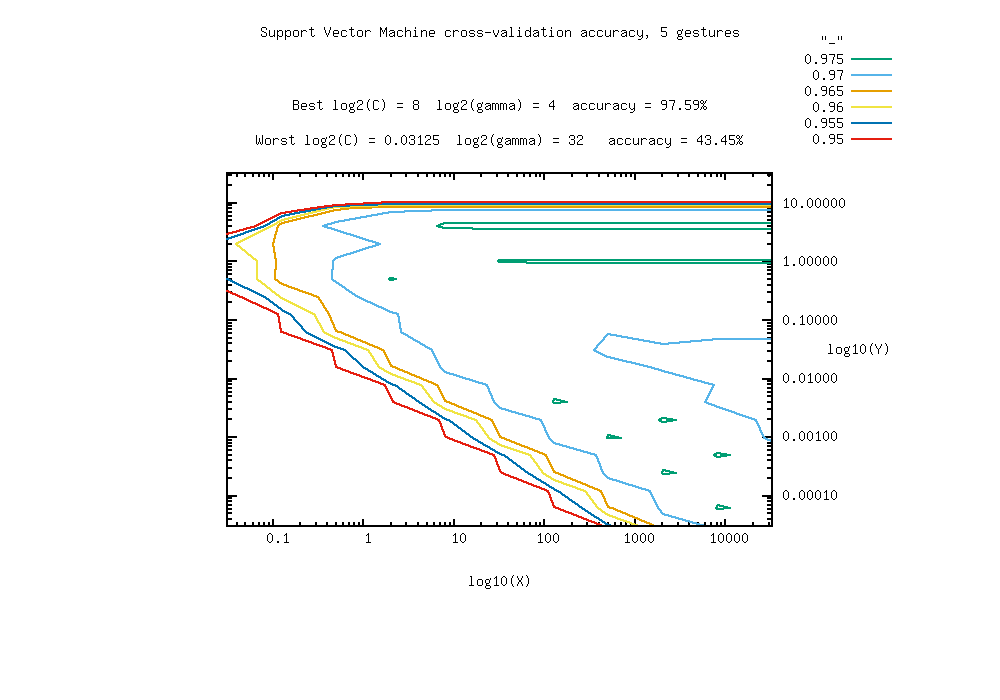 Support Vector Machine cross-validation accuracy, 5 gestures
"_"
0.975
0.97
0.965
0.96
0.955
0.95
Best log2(C) = 8  log2(gamma) = 4  accuracy = 97.59%
Worst log2(C) = 0.03125  log2(gamma) = 32   accuracy = 43.45%
10.00000
1.00000
0.10000
log10(Y)
0.01000
0.00100
0.00010
0.1 1 10 100 1000 10000
log10(X)